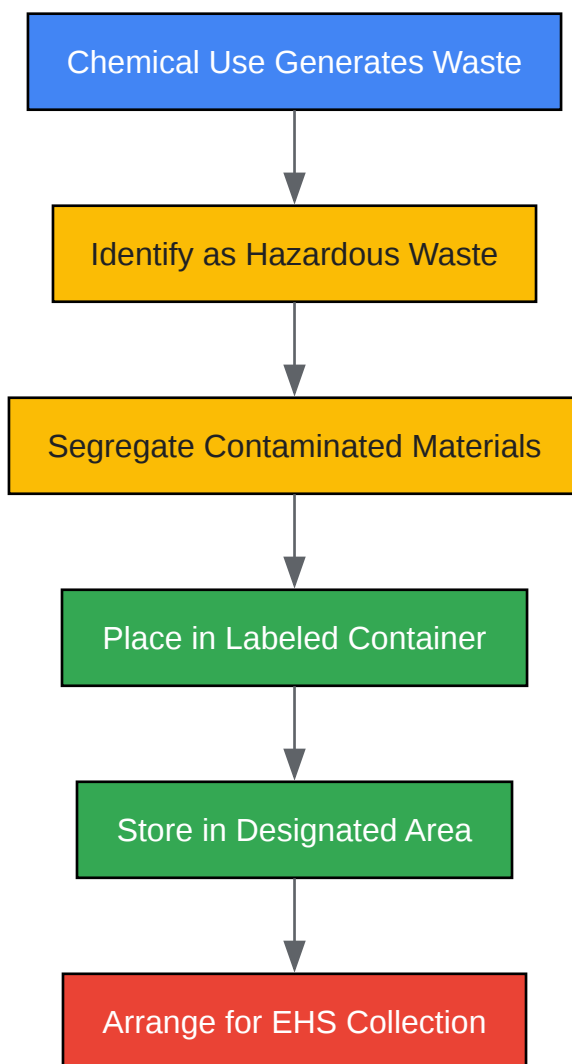 Chemical Use Generates Waste
Identify as Hazardous Waste
Segregate Contaminated Materials
Place in Labeled Container
Store in Designated Area
Arrange for EHS Collection